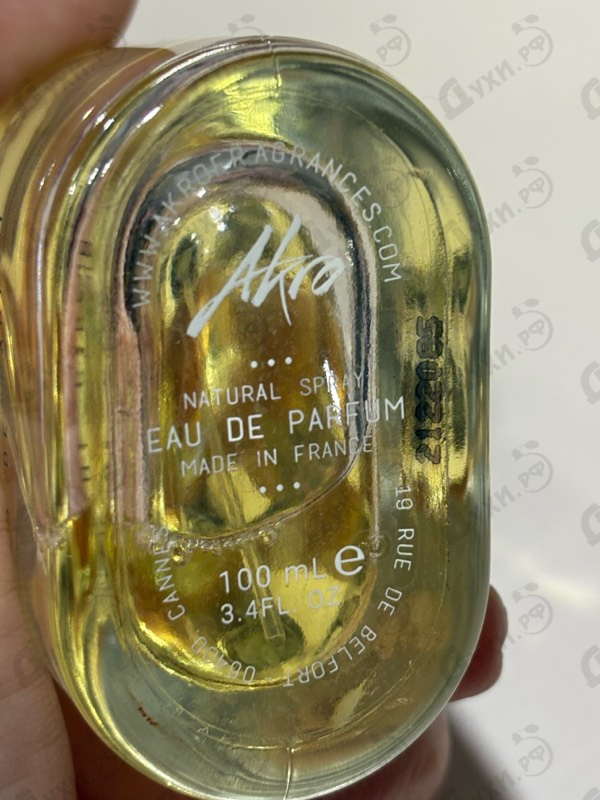 WWW.AKROFRAGRANCES.COM
Akro
NATURAL SPRAY
EAU DE PARFUM
MADE IN FRANCE
100 mL e
3.4FL. OZ
19 RUE DE BELFORT - 06400 CANNES
Духи.рф